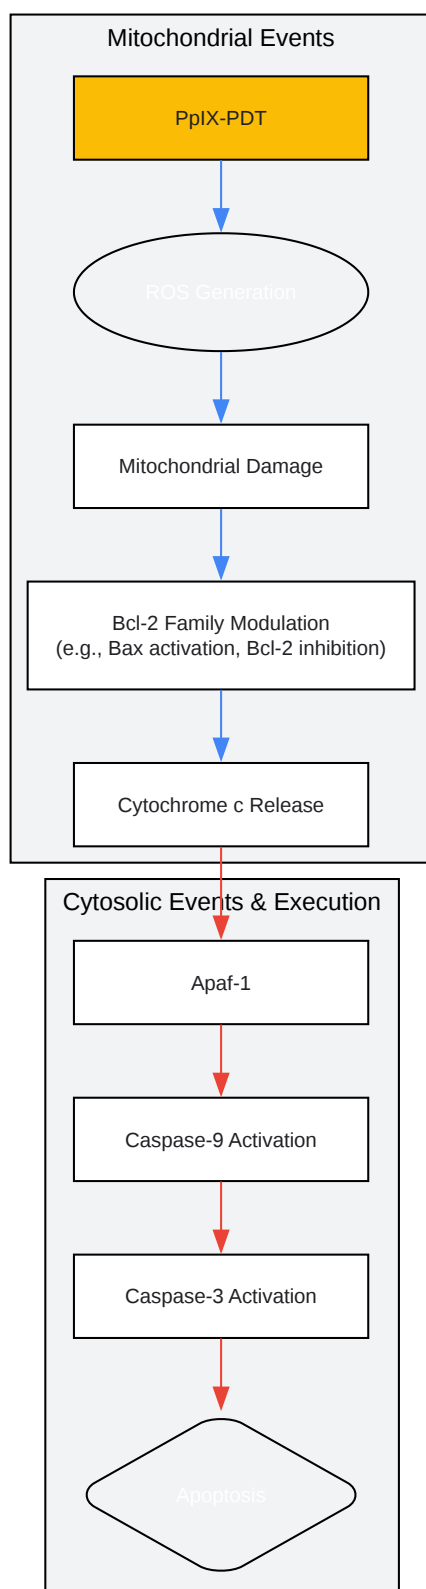 Mitochondrial Events
PpIX-PDT
ROS Generation
Mitochondrial Damage
Bcl-2 Family Modulation
(e.g., Bax activation, Bcl-2 inhibition)
Cytochrome c Release
Cytosolic Events & Execution
Apaf-1
Caspase-9 Activation
Caspase-3 Activation
Apoptosis